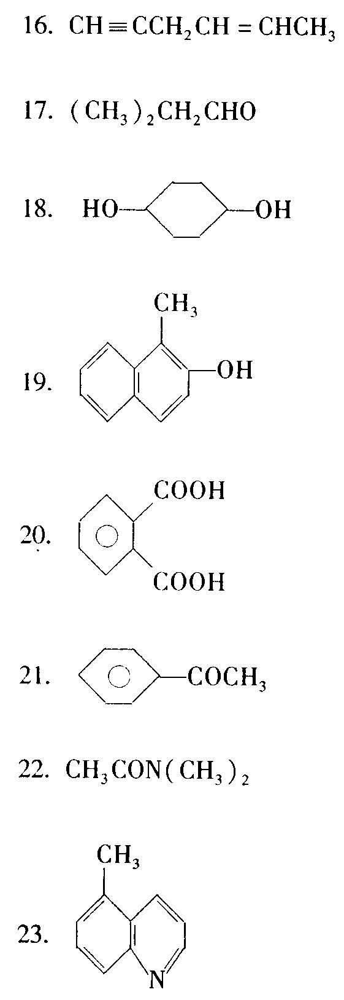 16. CH≡CCH₂CH=CHCH₃
17. (CH₃)₂CH₂CHO
18. HO OH
CH₃
19. OH
COOH
20.
COOH
21. COCH₃
22. CH₃CON(CH₃)₂
CH₃
23.
N